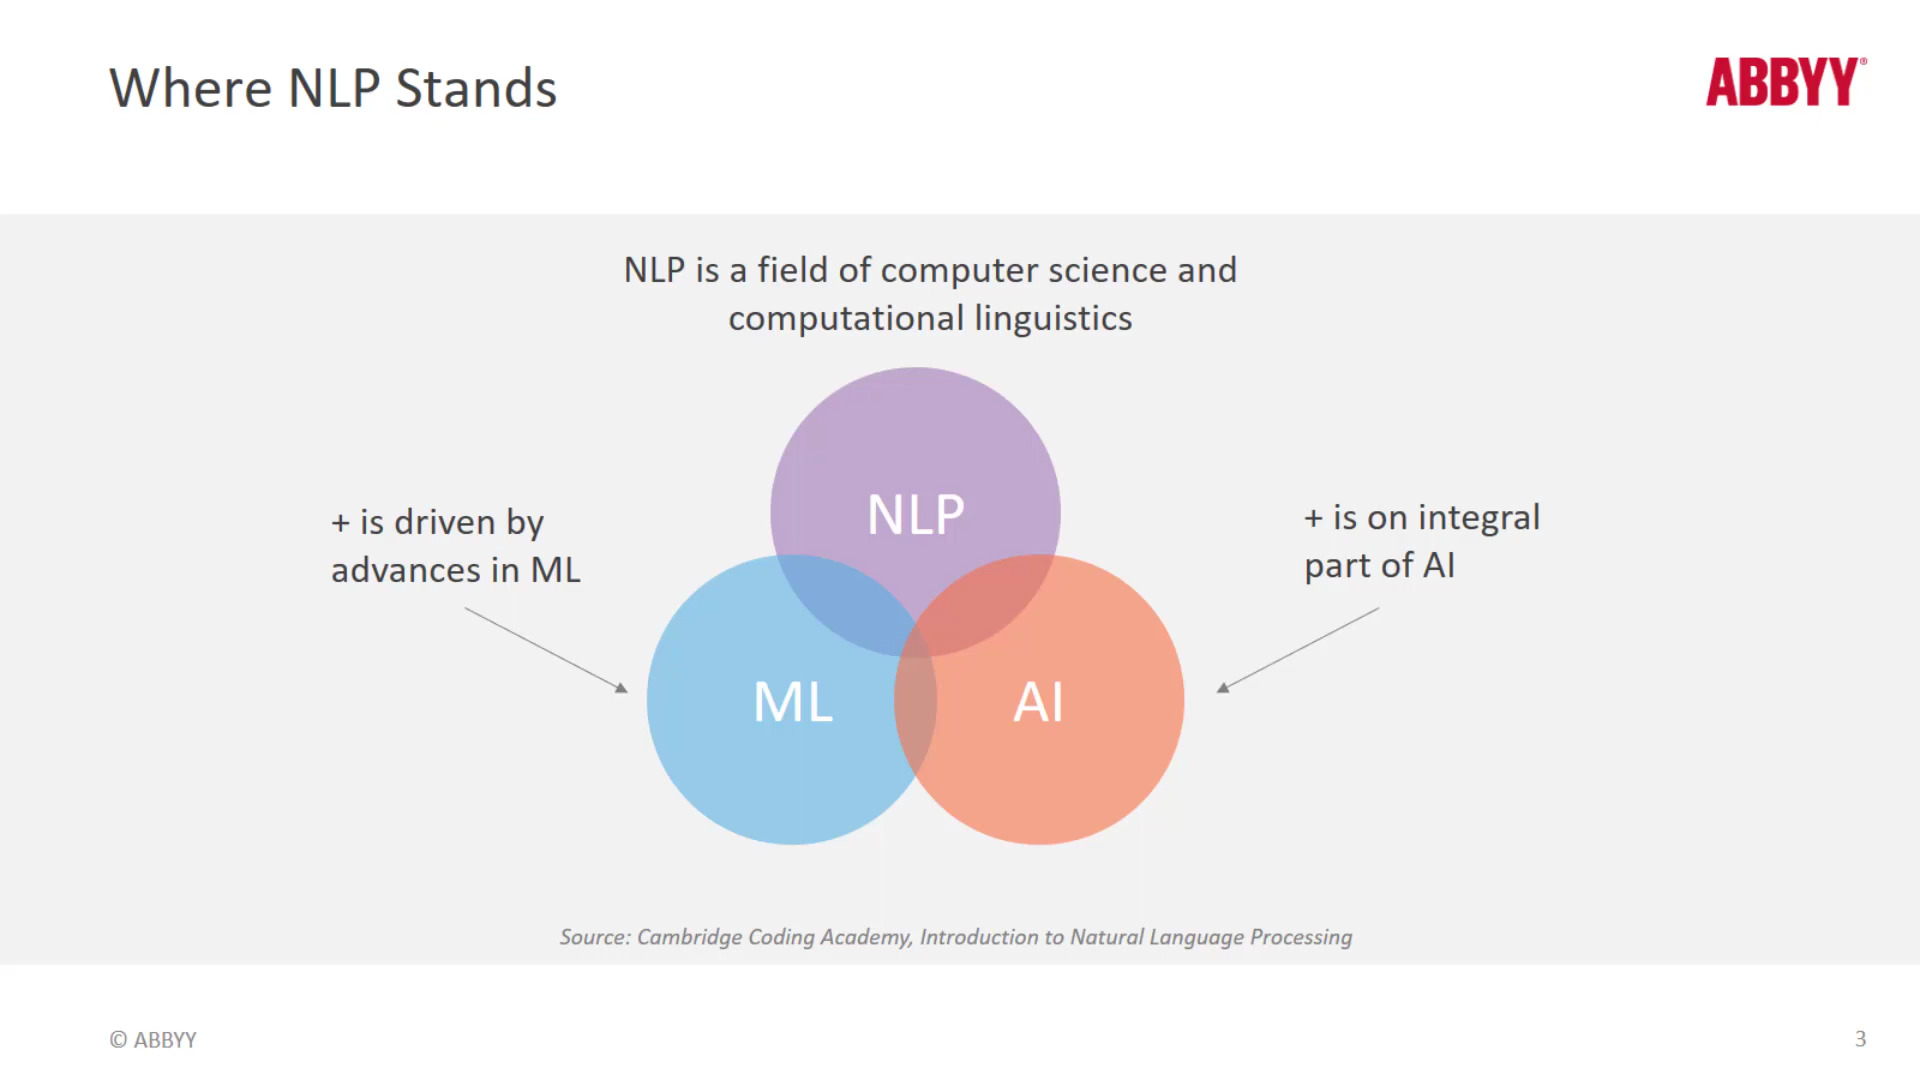 Where NLP Stands
ABBYY®
NLP is a field of computer science and
computational linguistics
+ is driven by
advances in ML
+ is on integral
part of AI
NLP
ML
AI
Source: Cambridge Coding Academy, Introduction to Natural Language Processing
© ABBYY
3